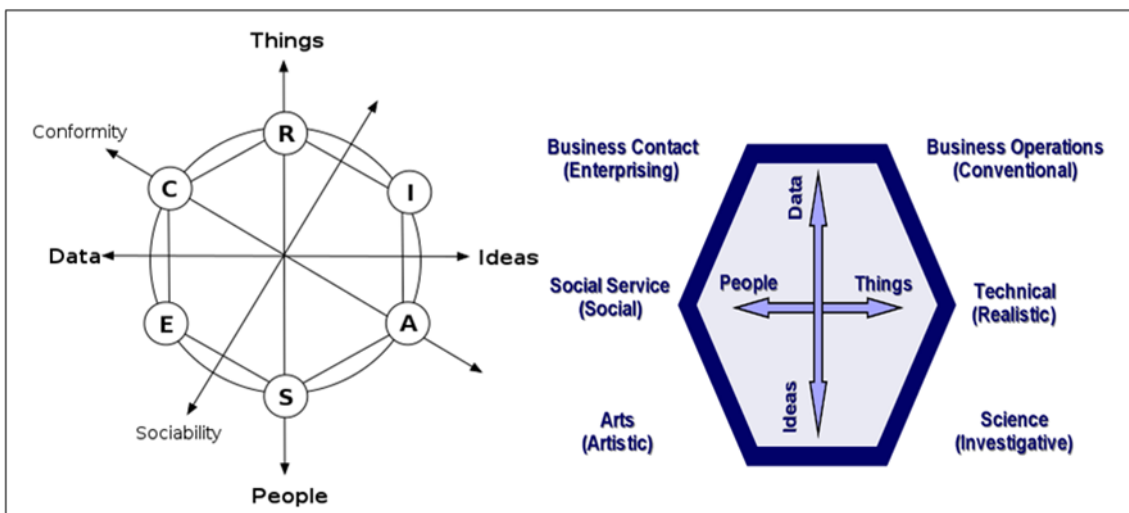 Things
Conformity
R
C
I
Data
Ideas
E
A
S
Sociability
People
Business Contact
(Enterprising)
Business Operations
(Conventional)
Data
Social Service
(Social)
People
Things
Technical
(Realistic)
Ideas
Arts
(Artistic)
Science
(Investigative)